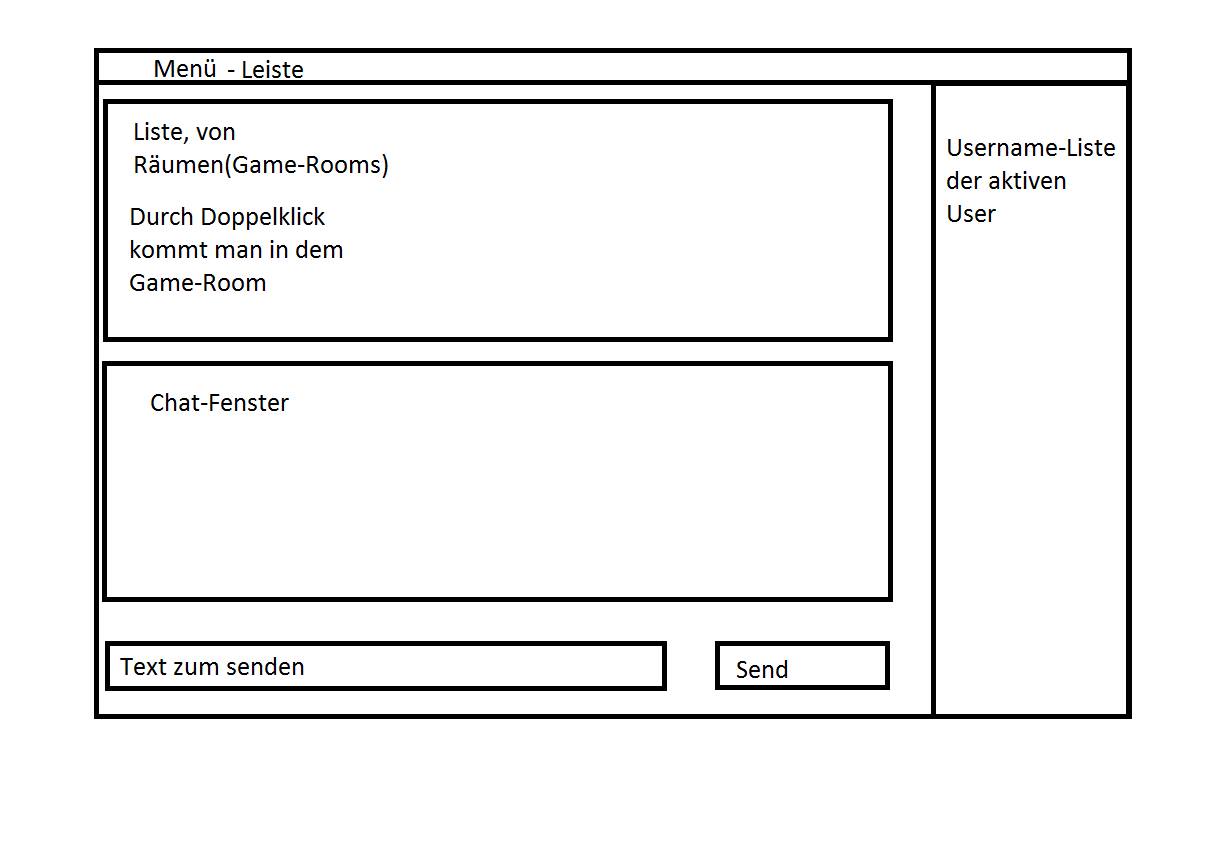 Menü - Leiste
Liste, von
Räumen(Game-Rooms)
Durch Doppelklick
kommt man in dem
Game-Room
Username-Liste
der aktiven
User
Chat-Fenster
Text zum senden
Send